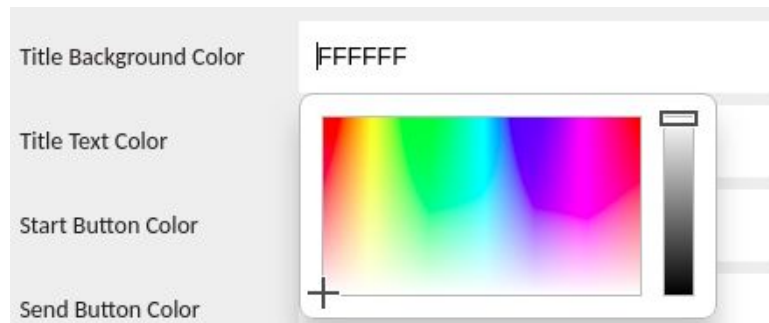 Title Background Color
FFFFFF
Title Text Color
Start Button Color
Send Button Color